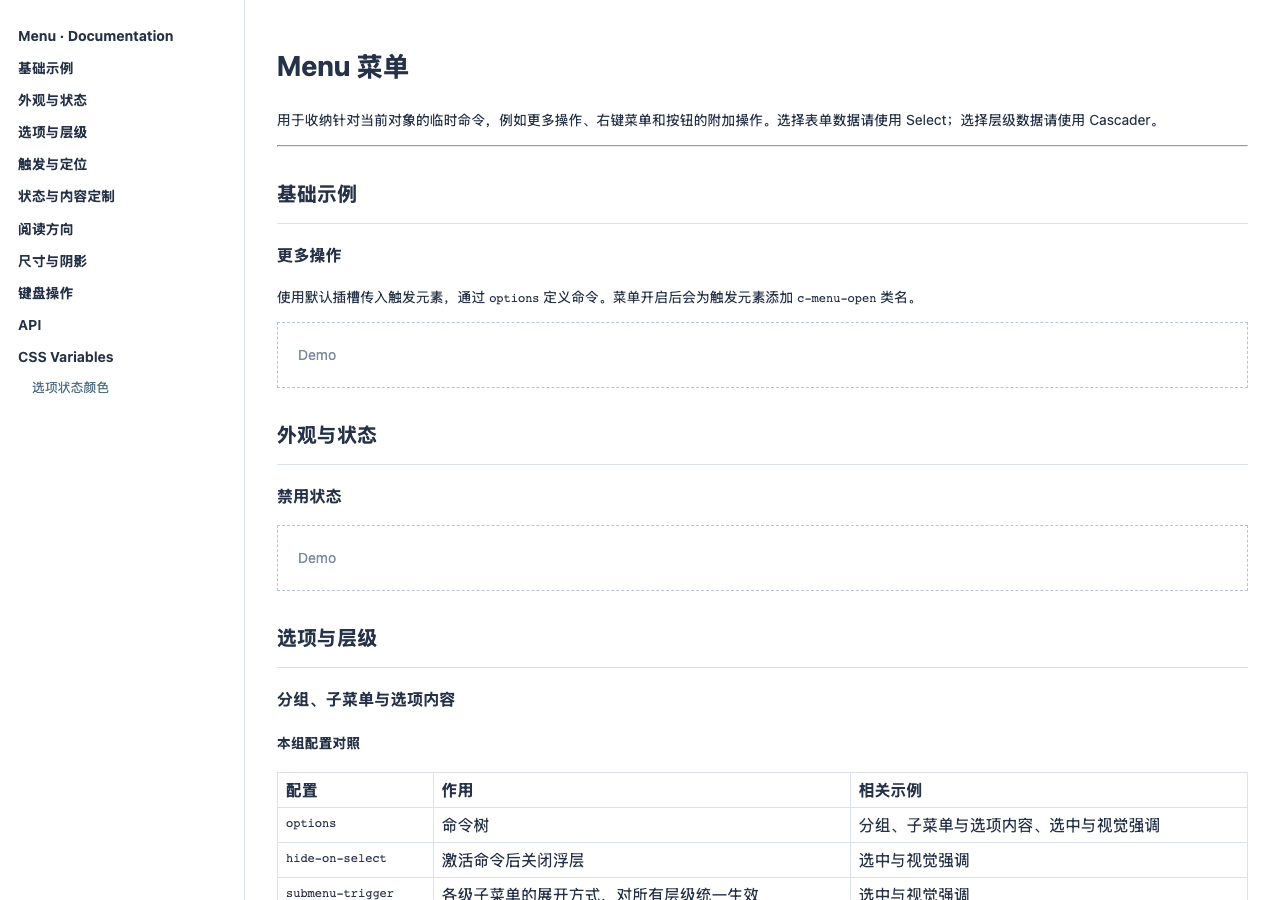 Menu · Documentation
基础示例
外观与状态
选项与层级
触发与定位
状态与内容定制
阅读方向
尺寸与阴影
键盘操作
API
CSS Variables
选项状态颜色
Menu 菜单
用于收纳针对当前对象的临时命令，例如更多操作、右键菜单和按钮的附加操作。选择表单数据请使用 Select；选择层级数据请使用 Cascader。
基础示例
更多操作
使用默认插槽传入触发元素，通过 options 定义命令。菜单开启后会为触发元素添加 c-menu-open 类名。
Demo
外观与状态
禁用状态
Demo
选项与层级
分组、子菜单与选项内容
本组配置对照
配置 作用 相关示例
options 命令树 分组、子菜单与选项内容、选中与视觉强调
hide-on-select 激活命令后关闭浮层 选中与视觉强调
submenu-trigger 各级子菜单的展开方式，对所有层级统一生效 选中与视觉强调